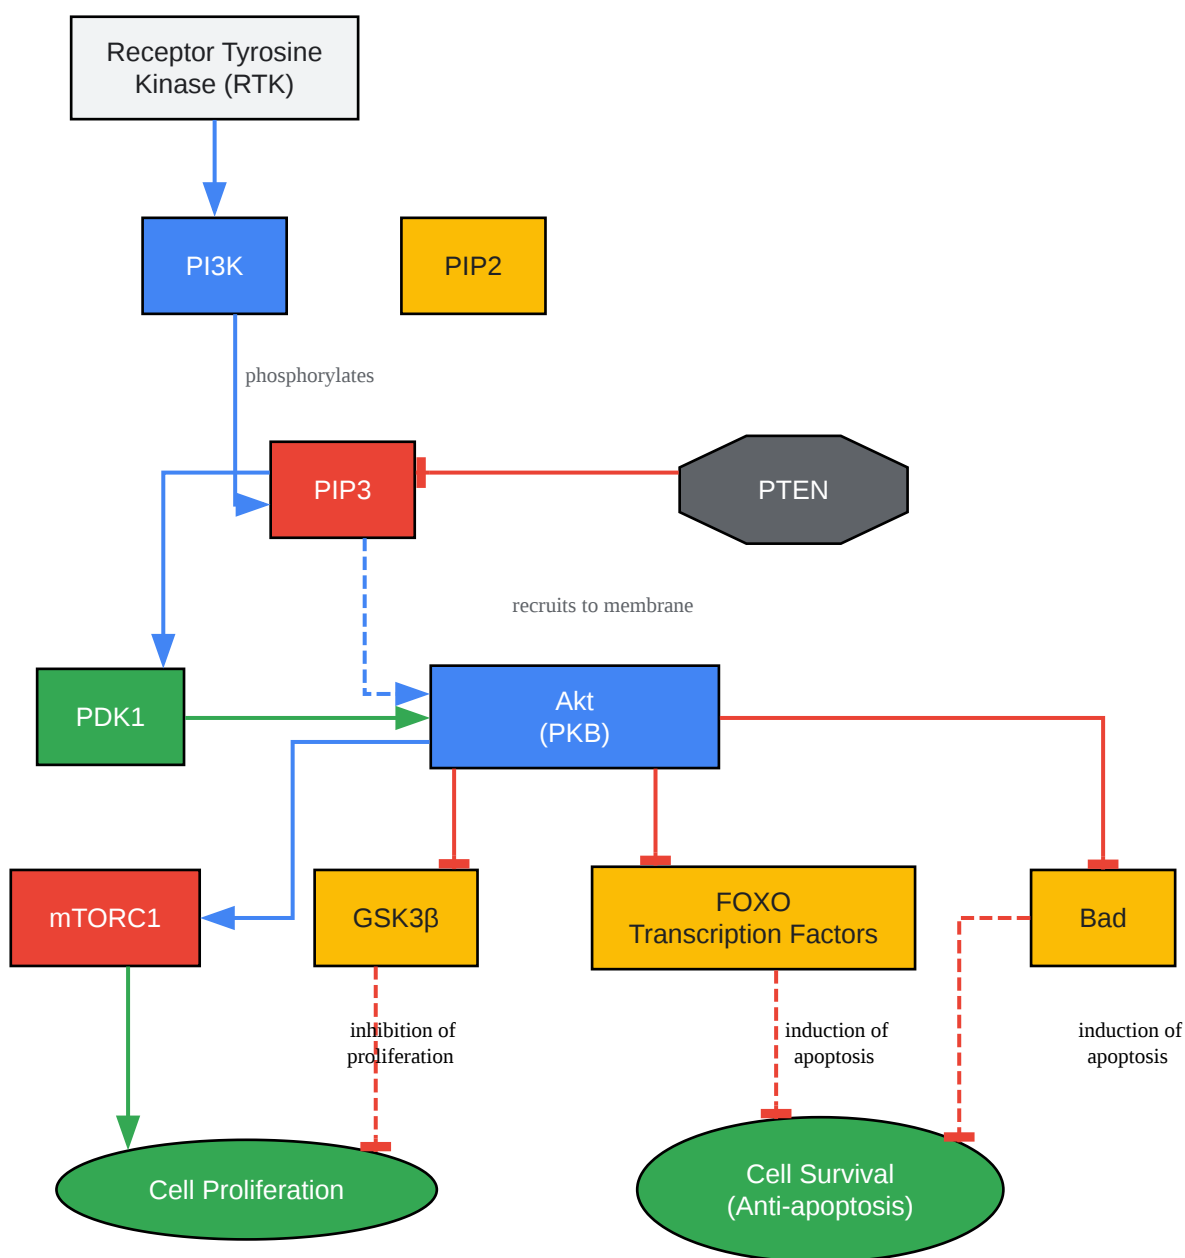 Receptor Tyrosine
Kinase (RTK)
PI3K
PIP2
phosphorylates
PIP3
PTEN
recruits to membrane
PDK1
Akt
(PKB)
mTORC1
GSK3β
FOXO
Transcription Factors
Bad
inhibition of
proliferation
induction of
apoptosis
induction of
apoptosis
Cell Proliferation
Cell Survival
(Anti-apoptosis)